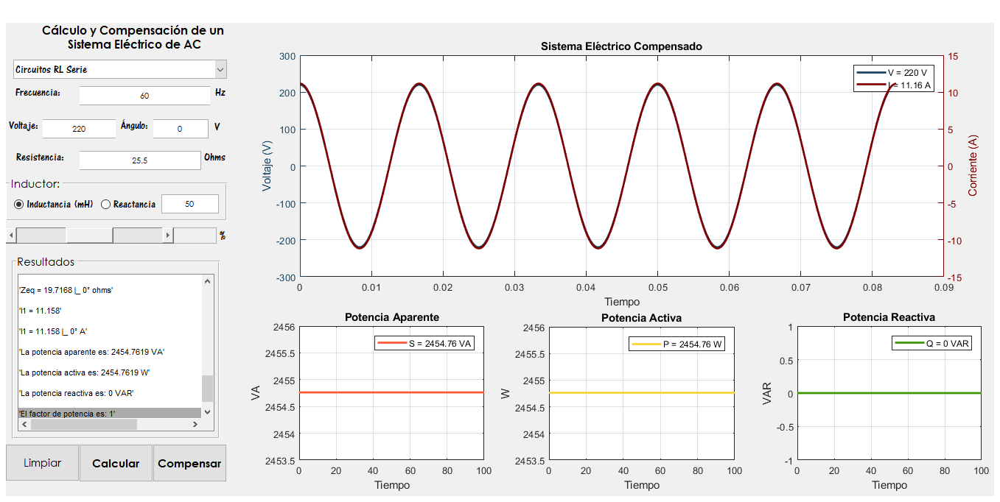 Cálculo y Compensación de un
Sistema Eléctrico de AC
Circuitos RL Serie
Frecuencia: 60 Hz
Voltaje: 220 Ángulo: 0 V
Resistencia: 25.5 Ohms
Inductor:
Inductancia (mH) Reactancia 50
%
Resultados
'Zeq = 19.7168 |_ 0° ohms'
'I1 = 11.158'
'I1 = 11.158 |_ 0° A'
'La potencia aparente es: 2454.7619 VA'
'La potencia activa es: 2454.7619 W'
'La potencia reactiva es: 0 VAR'
'El factor de potencia es: 1'
Limpiar Calcular Compensar
Sistema Eléctrico Compensado
V = 220 V
I = 11.16 A
Voltaje (V)
300
200
100
0
-100
-200
-300
Corriente (A)
15
10
5
0
-5
-10
-15
0 0.01 0.02 0.03 0.04 0.05 0.06 0.07 0.08 0.09
Tiempo
Potencia Aparente
S = 2454.76 VA
VA
2456
2455.5
2455
2454.5
2454
2453.5
0 20 40 60 80 100
Tiempo
Potencia Activa
P = 2454.76 W
W
2456
2455.5
2455
2454.5
2454
2453.5
0 20 40 60 80 100
Tiempo
Potencia Reactiva
Q = 0 VAR
VAR
1
0.5
0
-0.5
-1
0 20 40 60 80 100
Tiempo